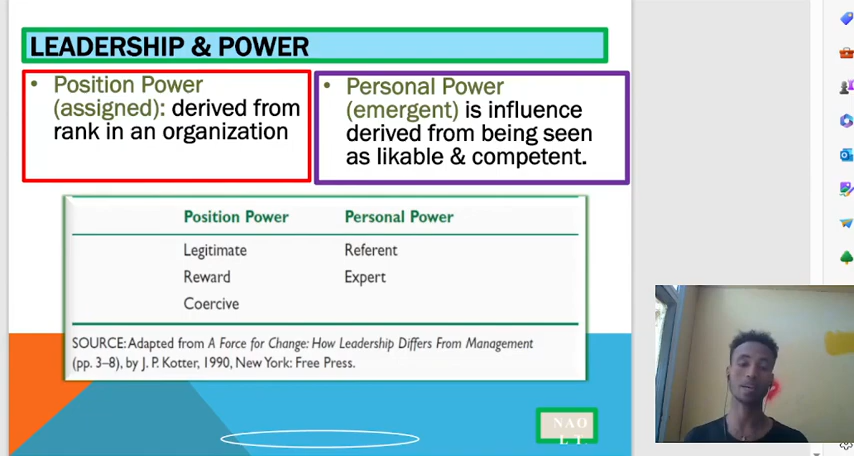 LEADERSHIP & POWER
• Position Power
(assigned): derived from
rank in an organization
• Personal Power
(emergent) is influence
derived from being seen
as likable & competent.
Position Power Personal Power
Legitimate Referent
Reward Expert
Coercive
SOURCE: Adapted from A Force for Change: How Leadership Differs From Management
(pp. 3–8), by J. P. Kotter, 1990, New York: Free Press.
NAO
L T